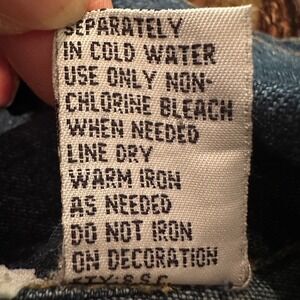 SEPARATELY
IN COLD WATER
USE ONLY NON-
CHLORINE BLEACH
WHEN NEEDED
LINE DRY
WARM IRON
AS NEEDED
DO NOT IRON
ON DECORATION